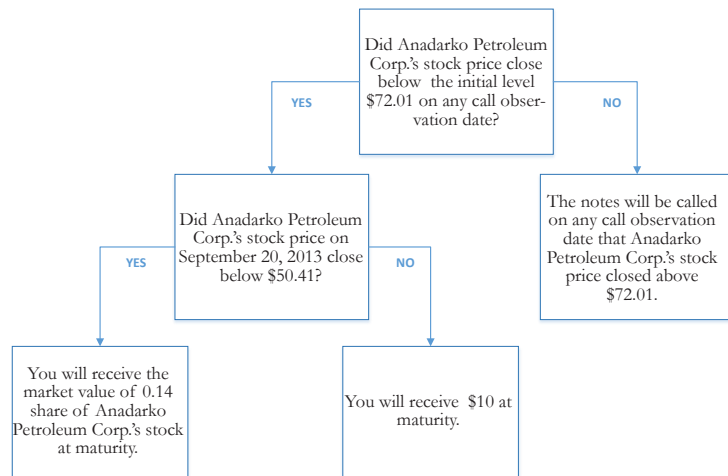 Did Anadarko Petroleum
Corp.'s stock price close
below the initial level
$72.01 on any call obser-
vation date?
YES
NO
Did Anadarko Petroleum
Corp.'s stock price on
September 20, 2013 close
below $50.41?
The notes will be called
on any call observation
date that Anadarko
Petroleum Corp.'s stock
price closed above
$72.01.
YES
NO
You will receive the
market value of 0.14
share of Anadarko
Petroleum Corp.'s stock
at maturity.
You will receive $10 at
maturity.